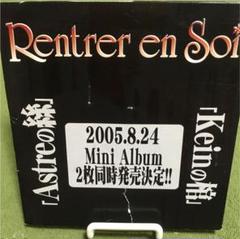 Rentrer en Soi
「Astreの絲」
2005.8.24
Mini Album
2枚同時発売決定!!
「Keinの棺」